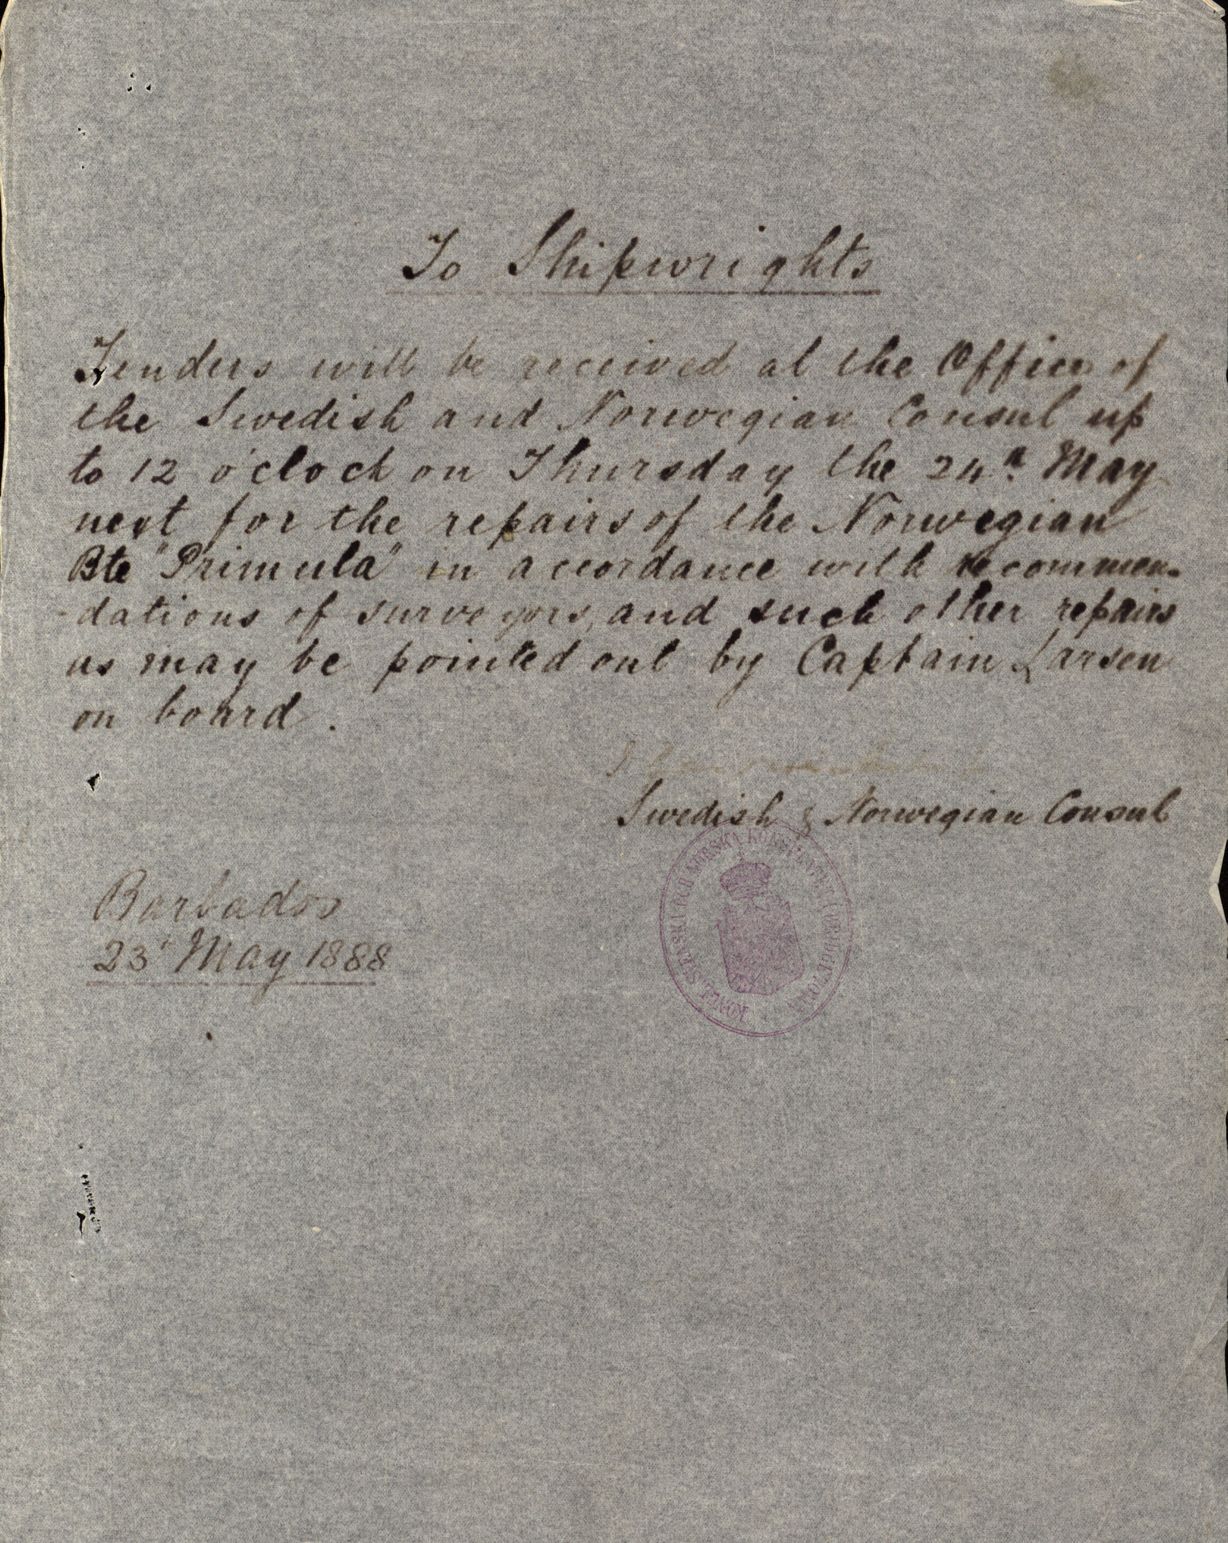 To Shipwrights
Tenders will be received at the Office of
the Swedish and Norwegian Consul up
to 12 o'clock on Thursday the 24th. May
next for the repairs of the Norwegian
Bte "Primula" in accordance with recommen-
-dations of surveyors, and such other repairs
as may be pointed out by Captain Larsen
on board.
Swedish & Norwegian Consul
Barbados
23d May 1888